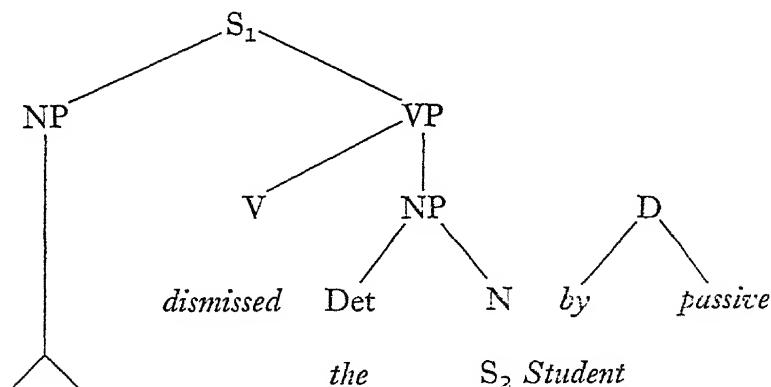 S₁
NP VP
V NP D
dismissed Det N by passive
the S₂ Student